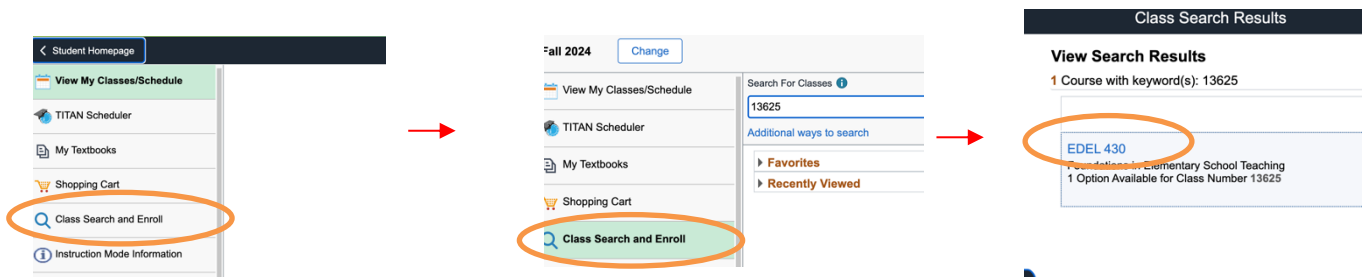 Student Homepage
View My Classes/Schedule
TITAN Scheduler
My Textbooks
Shopping Cart
Class Search and Enroll
Instruction Mode Information
Fall 2024 Change
View My Classes/Schedule
TITAN Scheduler
My Textbooks
Shopping Cart
Class Search and Enroll
Search For Classes
13625
Additional ways to search
Favorites
Recently Viewed
Class Search Results
View Search Results
1 Course with keyword(s): 13625
EDEL 430
Foundations in Elementary School Teaching
1 Option Available for Class Number 13625